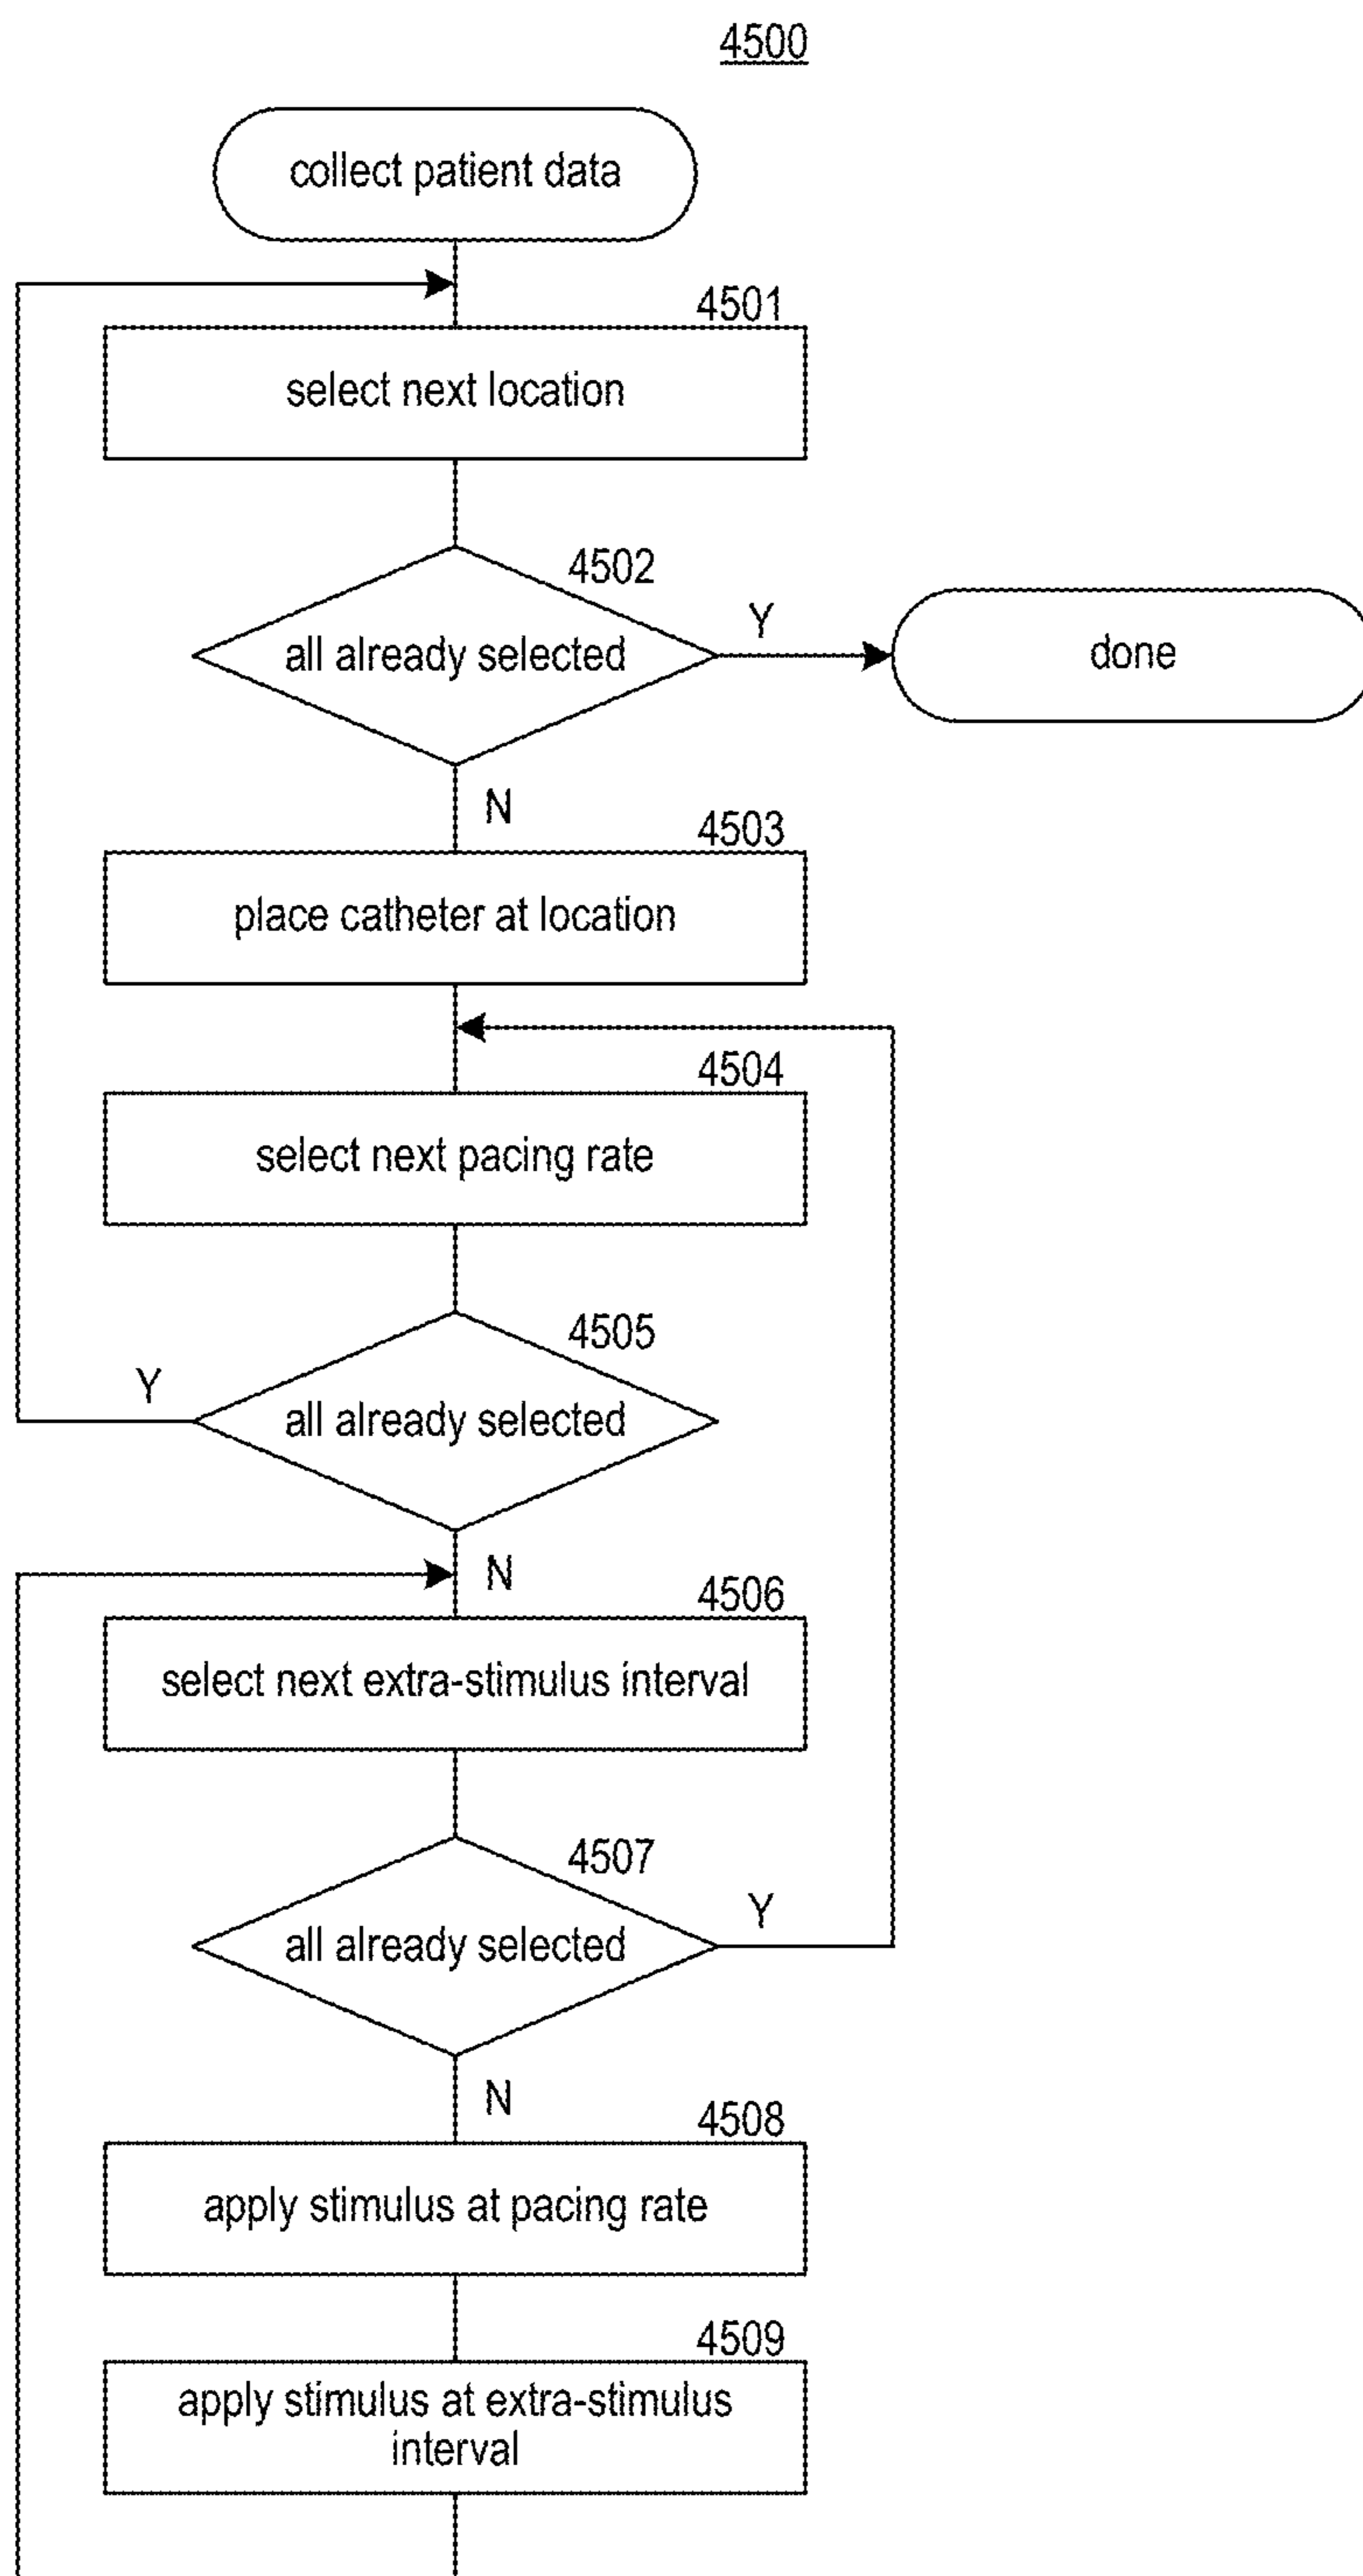 4500
collect patient data
4501
select next location
4502
all already selected
Y
done
N
4503
place catheter at location
4504
select next pacing rate
4505
Y
all already selected
N
4506
select next extra-stimulus interval
4507
all already selected
Y
N
4508
apply stimulus at pacing rate
4509
apply stimulus at extra-stimulus
interval